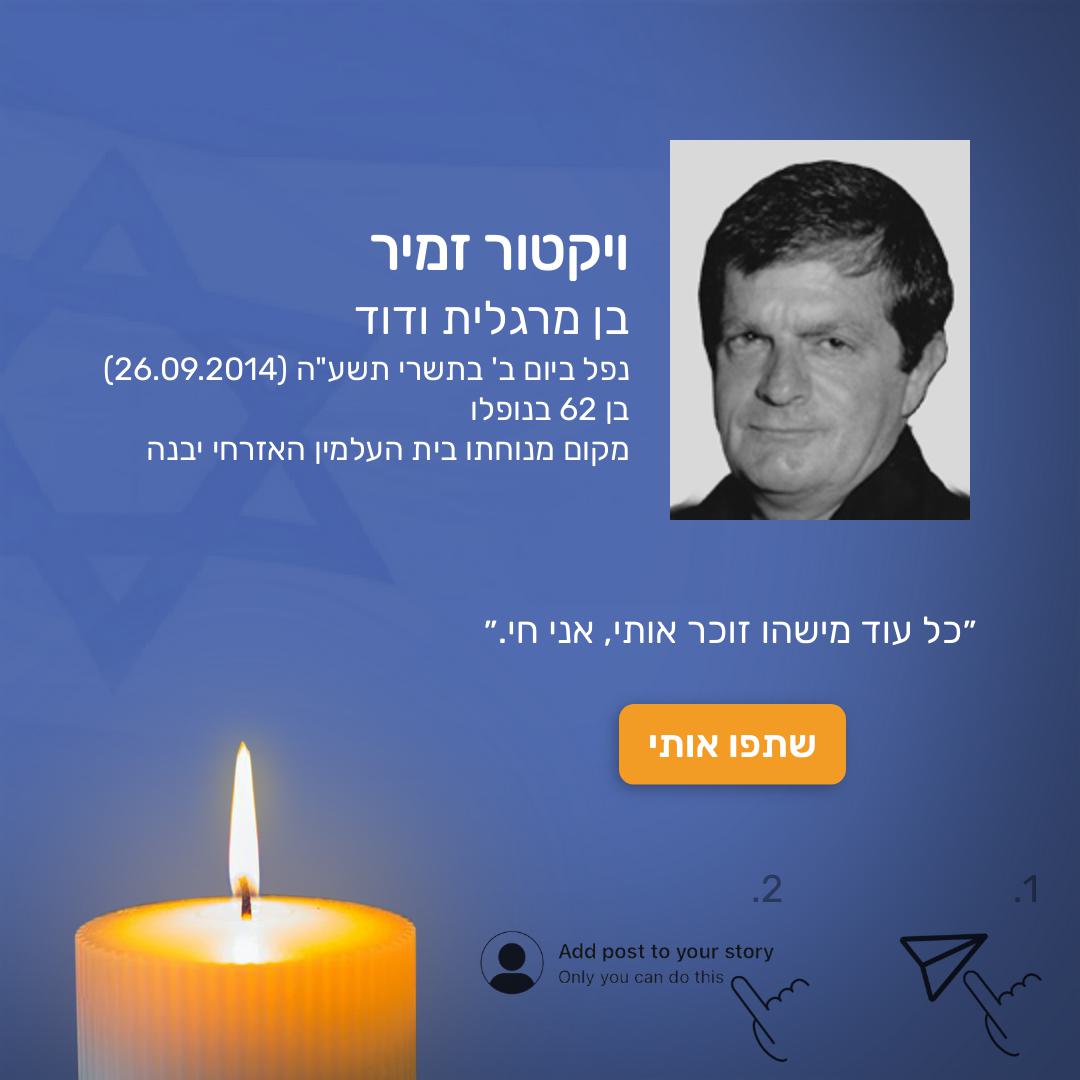 ויקטור זמיר
בן מרגלית ודוד
נפל ביום ב' בתשרי תשע"ה (26.09.2014)
בן 62 בנופלו
מקום מנוחתו בית העלמין האזרחי יבנה
״כל עוד מישהו זוכר אותי, אני חי.״
שתפו אותי
1.
2.
Add post to your story
Only you can do this